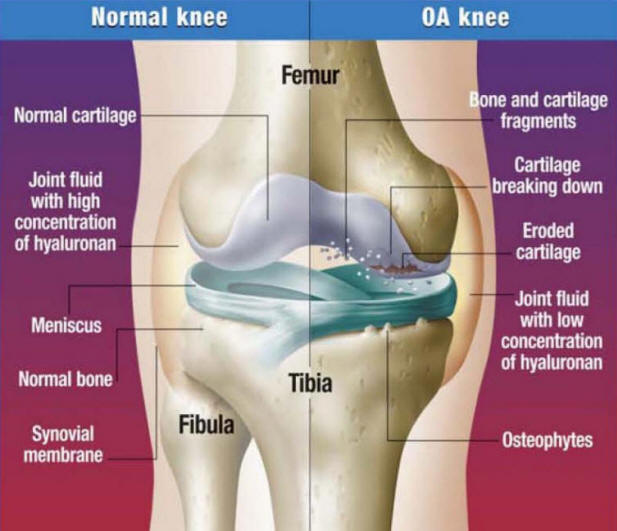 Normal knee
OA knee
Femur
Normal cartilage
Joint fluid
with high
concentration
of hyaluronan
Meniscus
Normal bone
Synovial
membrane
Fibula
Tibia
Bone and cartilage
fragments
Cartilage
breaking down
Eroded
cartilage
Joint fluid
with low
concentration
of hyaluronan
Osteophytes